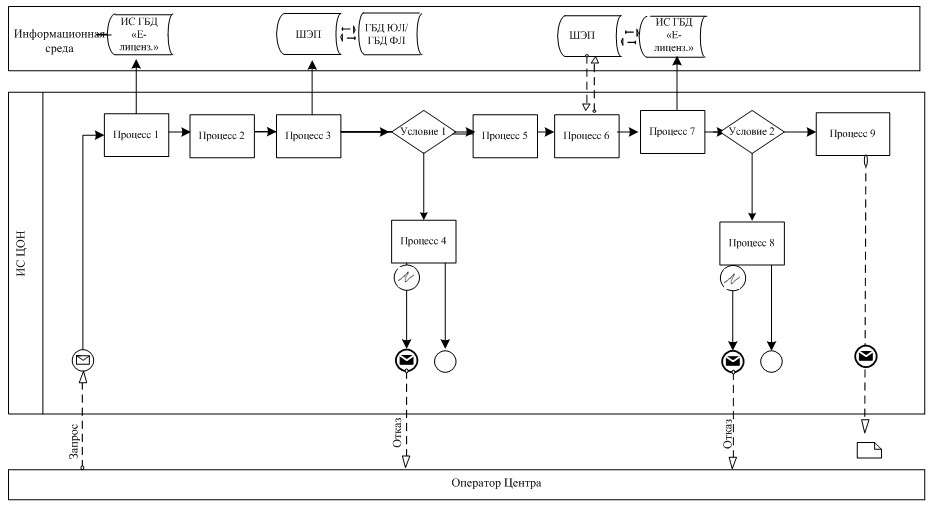 Информационная
среда
ИС ГБД
«Е-
лиценз.»
ШЭП
ГБД ЮЛ/
ГБД ФЛ
ШЭП
ИС ГБД
«Е-
лиценз.»
ИС ЦОН
Процесс 1
Процесс 2
Процесс 3
Условие 1
Процесс 5
Процесс 6
Процесс 7
Условие 2
Процесс 9
Процесс 4
Процесс 8
Запрос
Отказ
Отказ
Оператор Центра